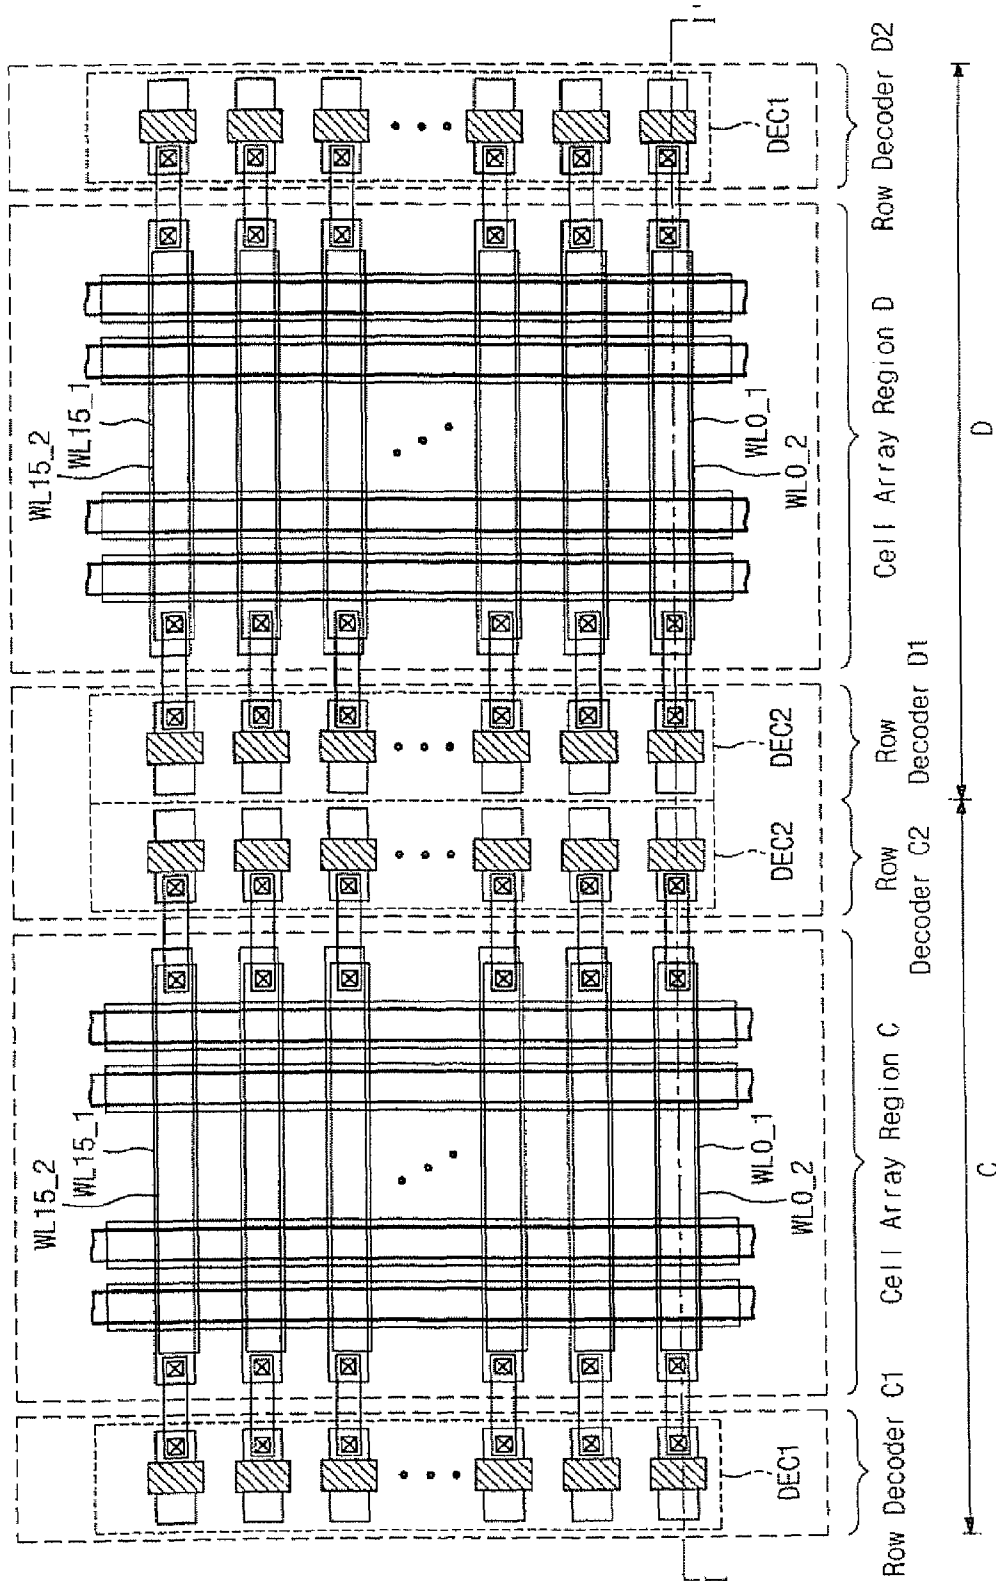 Row Decoder D2
DEC1
Cell Array Region D
WL15_2
WL15_1
WL0_1
WL0_2
D
Row
Decoder D1
DEC2
Row
Decoder C2
DEC2
Cell Array Region C
WL15_2
WL15_1
WL0_1
WL0_2
C
Row Decoder C1
DEC1